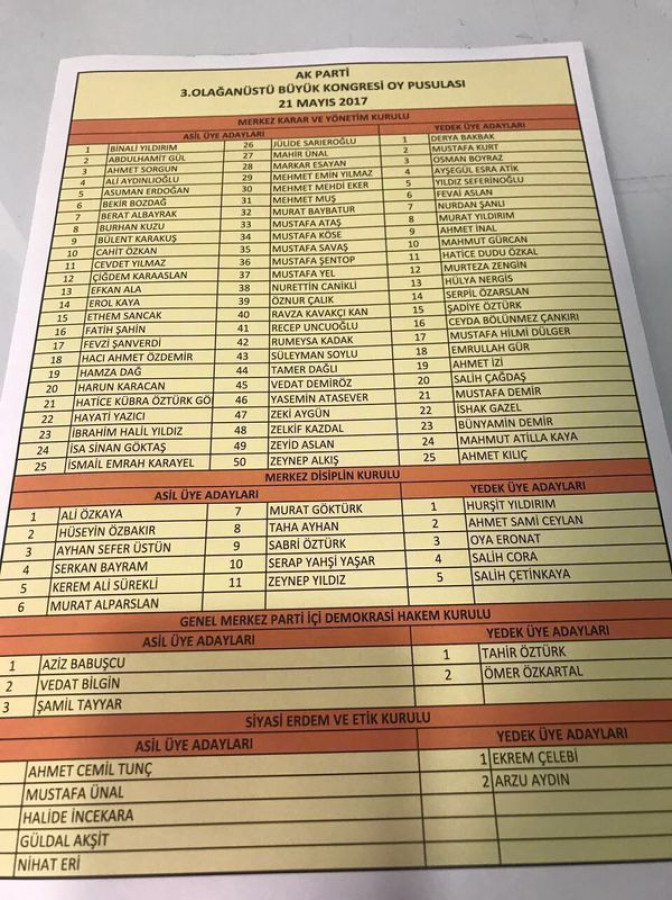 AK PARTİ
3.OLAĞANÜSTÜ BÜYÜK KONGRESİ OY PUSULASI
21 MAYIS 2017
MERKEZ KARAR VE YÖNETİM KURULU
ASİL ÜYE ADAYLARI YEDEK ÜYE ADAYLARI
1 BİNALİ YILDIRIM 26 JÜLİDE SARIEROĞLU 1 DERYA BAKBAK
2 ABDULHAMİT GÜL 27 MAHİR ÜNAL 2 MUSTAFA KURT
3 AHMET SORGUN 28 MARKAR ESAYAN 3 OSMAN BOYRAZ
4 ALİ AYDINLIOĞLU 29 MEHMET EMİN YILMAZ 4 AYŞEGÜL ESRA ATİK
5 ASUMAN ERDOĞAN 30 MEHMET MEHDİ EKER 5 YILDIZ SEFERİNOĞLU
6 BEKİR BOZDAĞ 31 MEHMET MUŞ 6 FEVAİ ASLAN
7 BERAT ALBAYRAK 32 MURAT BAYBATUR 7 NURDAN ŞANLI
8 BURHAN KUZU 33 MUSTAFA ATAŞ 8 MURAT YILDIRIM
9 BÜLENT KARAKUŞ 34 MUSTAFA KÖSE 9 AHMET İNAL
10 CAHİT ÖZKAN 35 MUSTAFA SAVAŞ 10 MAHMUT GÜRCAN
11 CEVDET YILMAZ 36 MUSTAFA ŞENTOP 11 HATİCE DUDU ÖZKAL
12 ÇİĞDEM KARAASLAN 37 MUSTAFA YEL 12 MURTEZA ZENGİN
13 EFKAN ALA 38 NURETTİN CANİKLİ 13 HÜLYA NERGİS
14 EROL KAYA 39 ÖZNUR ÇALIK 14 SERPİL ÖZARSLAN
15 ETHEM SANCAK 40 RAVZA KAVAKÇI KAN 15 ŞADİYE ÖZTÜRK
16 FATİH ŞAHİN 41 RECEP UNCUOĞLU 16 CEYDA BÖLÜNMEZ ÇANKIRI
17 FEVZİ ŞANVERDİ 42 RUMEYSA KADAK 17 MUSTAFA HİLMİ DÜLGER
18 HACI AHMET ÖZDEMİR 43 SÜLEYMAN SOYLU 18 EMRULLAH GÜR
19 HAMZA DAĞ 44 TAMER DAĞLI 19 AHMET İZİ
20 HARUN KARACAN 45 VEDAT DEMİRÖZ 20 SALİH ÇAĞDAŞ
21 HATİCE KÜBRA ÖZTÜRK GÖ 46 YASEMİN ATASEVER 21 MUSTAFA DEMİR
22 HAYATİ YAZICI 47 ZEKİ AYGÜN 22 İSHAK GAZEL
23 İBRAHİM HALİL YILDIZ 48 ZELKİF KAZDAL 23 BÜNYAMİN DEMİR
24 İSA SİNAN GÖKTAŞ 49 ZEYİD ASLAN 24 MAHMUT ATİLLA KAYA
25 İSMAİL EMRAH KARAYEL 50 ZEYNEP ALKIŞ 25 AHMET KILIÇ
MERKEZ DİSİPLİN KURULU
ASİL ÜYE ADAYLARI YEDEK ÜYE ADAYLARI
1 ALİ ÖZKAYA 7 MURAT GÖKTÜRK 1 HURŞİT YILDIRIM
2 HÜSEYİN ÖZBAKIR 8 TAHA AYHAN 2 AHMET SAMİ CEYLAN
3 AYHAN SEFER ÜSTÜN 9 SABRİ ÖZTÜRK 3 OYA ERONAT
4 SERKAN BAYRAM 10 SERAP YAHŞİ YAŞAR 4 SALİH CORA
5 KEREM ALİ SÜREKLİ 11 ZEYNEP YILDIZ 5 SALİH ÇETİNKAYA
6 MURAT ALPARSLAN
GENEL MERKEZ PARTİ İÇİ DEMOKRASİ HAKEM KURULU
ASİL ÜYE ADAYLARI YEDEK ÜYE ADAYLARI
1 AZİZ BABUŞCU 1 TAHİR ÖZTÜRK
2 VEDAT BİLGİN 2 ÖMER ÖZKARTAL
3 ŞAMİL TAYYAR
SİYASİ ERDEM VE ETİK KURULU
ASİL ÜYE ADAYLARI YEDEK ÜYE ADAYLARI
AHMET CEMİL TUNÇ 1 EKREM ÇELEBİ
MUSTAFA ÜNAL 2 ARZU AYDIN
HALİDE İNCEKARA
GÜLDAL AKŞİT
NİHAT ERİ